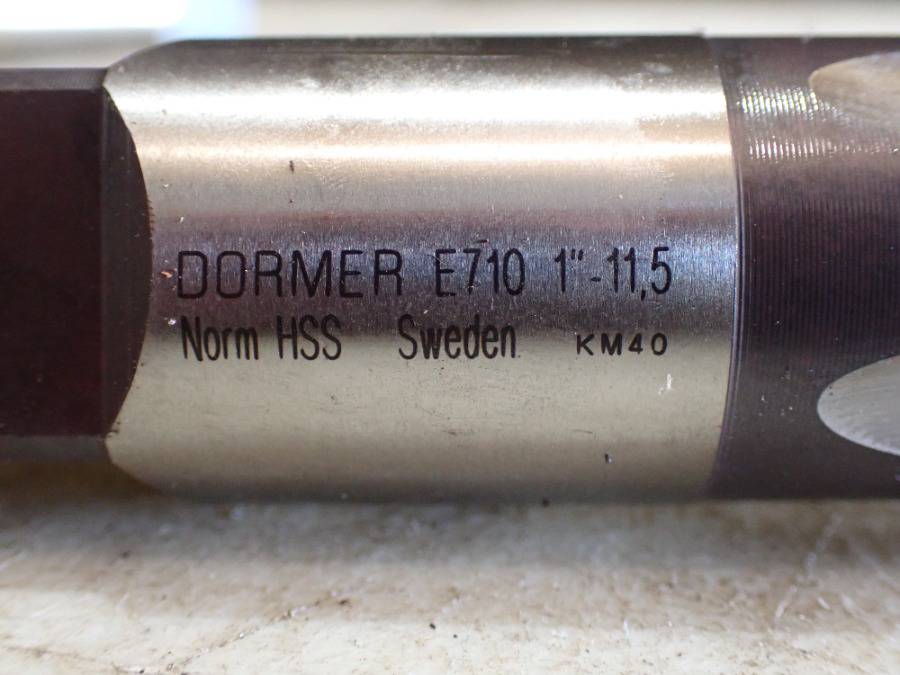 DORMER E710 1"-11,5
Norm HSS Sweden KM40